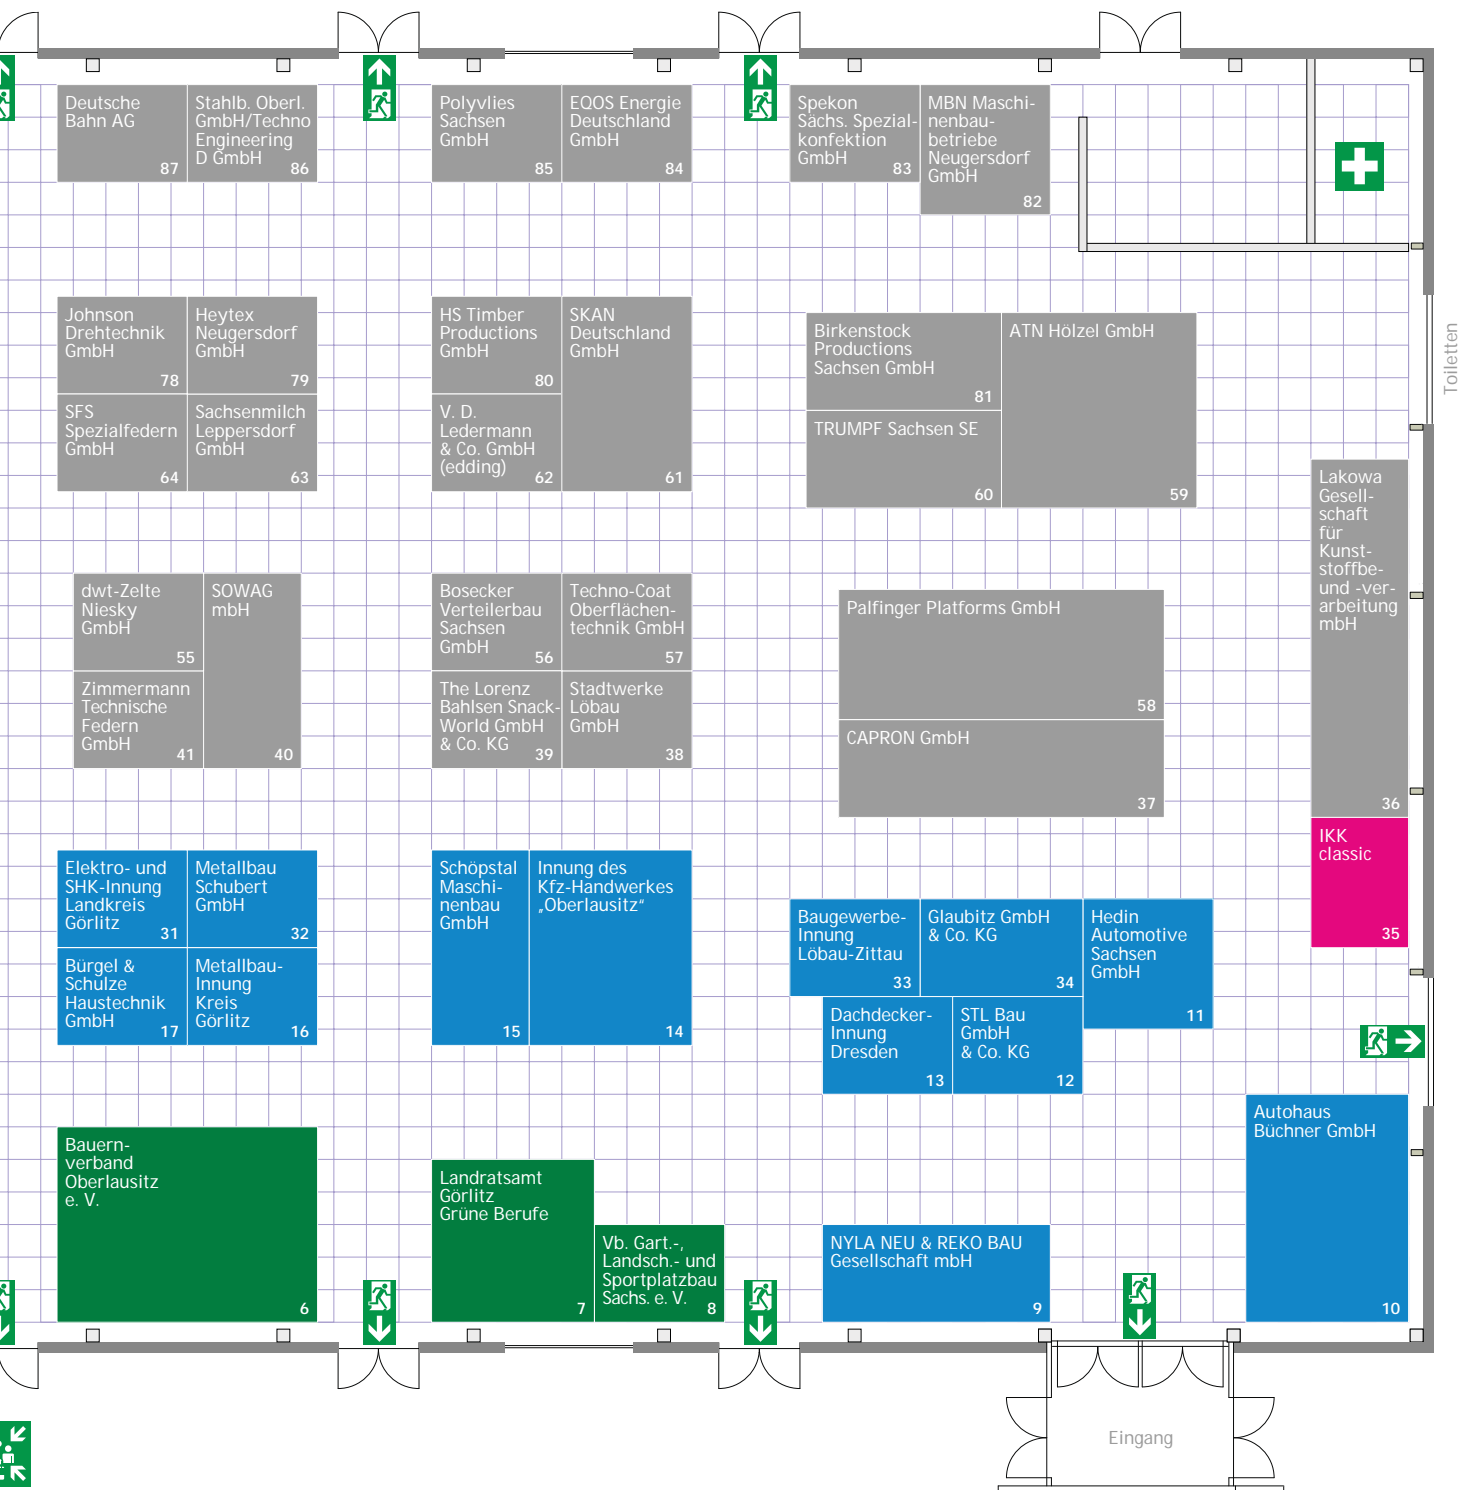 Deutsche
Bahn AG
87
Stahlb. Oberl.
GmbH/Techno
Engineering
D GmbH
86
Polyvlies
Sachsen
GmbH
85
EQOS Energie
Deutschland
GmbH
84
Spekon
Sächs. Spezial-
konfektion
GmbH
83
MBN Maschi-
nenbau-
betriebe
Neugersdorf
GmbH
82
Johnson
Drehtechnik
GmbH
78
Heytex
Neugersdorf
GmbH
79
HS Timber
Productions
GmbH
80
SKAN
Deutschland
GmbH
61
Birkenstock
Productions
Sachsen GmbH
81
ATN Hölzel GmbH
59
Toiletten
SFS
Spezialfedern
GmbH
64
Sachsenmilch
Leppersdorf
GmbH
63
V. D.
Ledermann
& Co. GmbH
(edding)
62
TRUMPF Sachsen SE
60
Lakowa
Gesell-
schaft
für
Kunst-
stoffbe-
und -ver-
arbeitung
mbH
36
dwt-Zelte
Niesky
GmbH
55
SOWAG
mbH
40
Bosecker
Verteilerbau
Sachsen
GmbH
56
Techno-Coat
Oberflächen-
technik GmbH
57
Palfinger Platforms GmbH
58
Zimmermann
Technische
Federn
GmbH
41
The Lorenz
Bahlsen Snack-
World GmbH
& Co. KG
39
Stadtwerke
Löbau
GmbH
38
CAPRON GmbH
37
IKK
classic
35
Elektro- und
SHK-Innung
Landkreis
Görlitz
31
Metallbau
Schubert
GmbH
32
Schöpstal
Maschi-
nenbau
GmbH
15
Innung des
Kfz-Handwerkes
„Oberlausitz“
14
Baugewerbe-
Innung
Löbau-Zittau
33
Glaubitz GmbH
& Co. KG
34
Hedin
Automotive
Sachsen
GmbH
11
Bürgel &
Schulze
Haustechnik
GmbH
17
Metallbau-
Innung
Kreis
Görlitz
16
Dachdecker-
Innung
Dresden
13
STL Bau
GmbH
& Co. KG
12
Autohaus
Büchner GmbH
10
Bauern-
verband
Oberlausitz
e. V.
6
Landratsamt
Görlitz
Grüne Berufe
7
Vb. Gart.-,
Landsch.- und
Sportplatzbau
Sachs. e. V.
8
NYLA NEU & REKO BAU
Gesellschaft mbH
9
Eingang